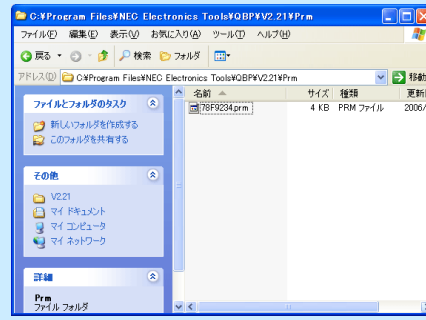 C:¥Program Files¥NEC Electronics Tools¥QBP¥V2.21¥Prm
ファイル(F) 編集(E) 表示(V) お気に入り(A) ツール(T) ヘルプ(H)
戻る 検索 フォルダ
アドレス(D) C:¥Program Files¥NEC Electronics Tools¥QBP¥V2.21¥Prm 移動
ファイルとフォルダのタスク
新しいフォルダを作成する
このフォルダを共有する
その他
V2.21
マイ ドキュメント
マイ コンピュータ
マイ ネットワーク
詳細
Prm
ファイル フォルダ
名前 サイズ 種類 更新
78F9234.prm 4 KB PRM ファイル 2006/